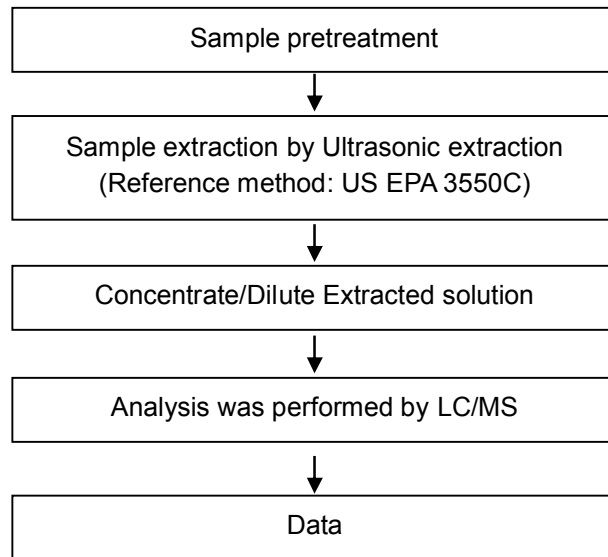 Sample pretreatment
Sample extraction by Ultrasonic extraction
(Reference method: US EPA 3550C)
Concentrate/Dilute Extracted solution
Analysis was performed by LC/MS
Data